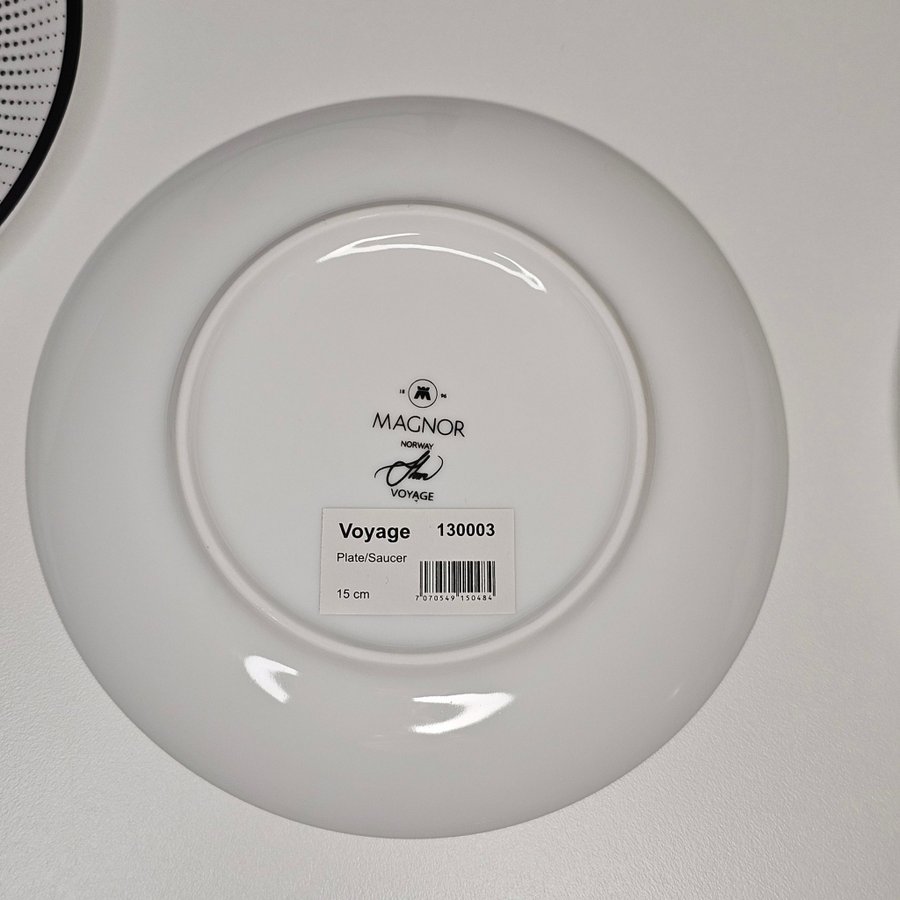 18 96
MAGNOR
NORWAY
VOYAGE
Voyage 130003
Plate/Saucer
15 cm
7 070549 150484